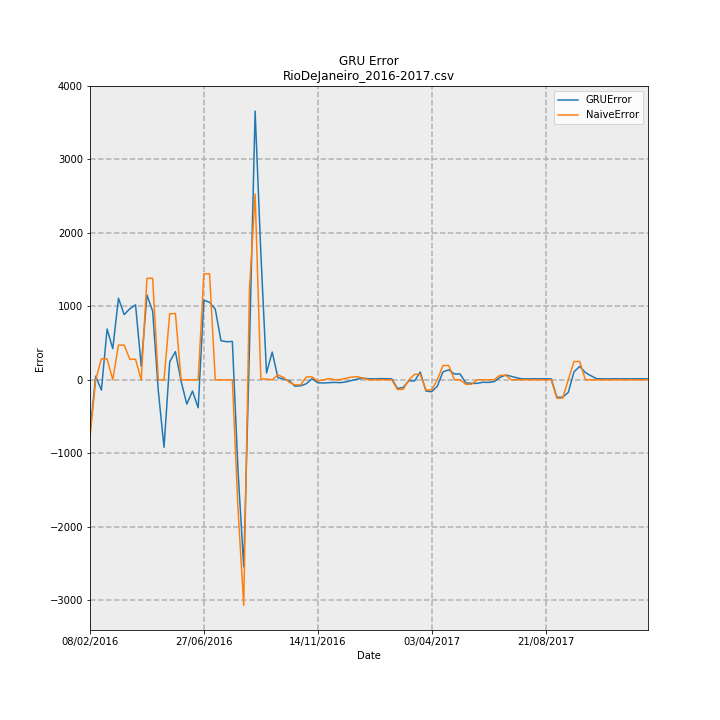 GRU Error
RioDeJaneiro_2016-2017.csv
GRUError
NaiveError
4000
3000
2000
1000
0
−1000
−2000
−3000
Error
08/02/2016
27/06/2016
14/11/2016
03/04/2017
21/08/2017
Date